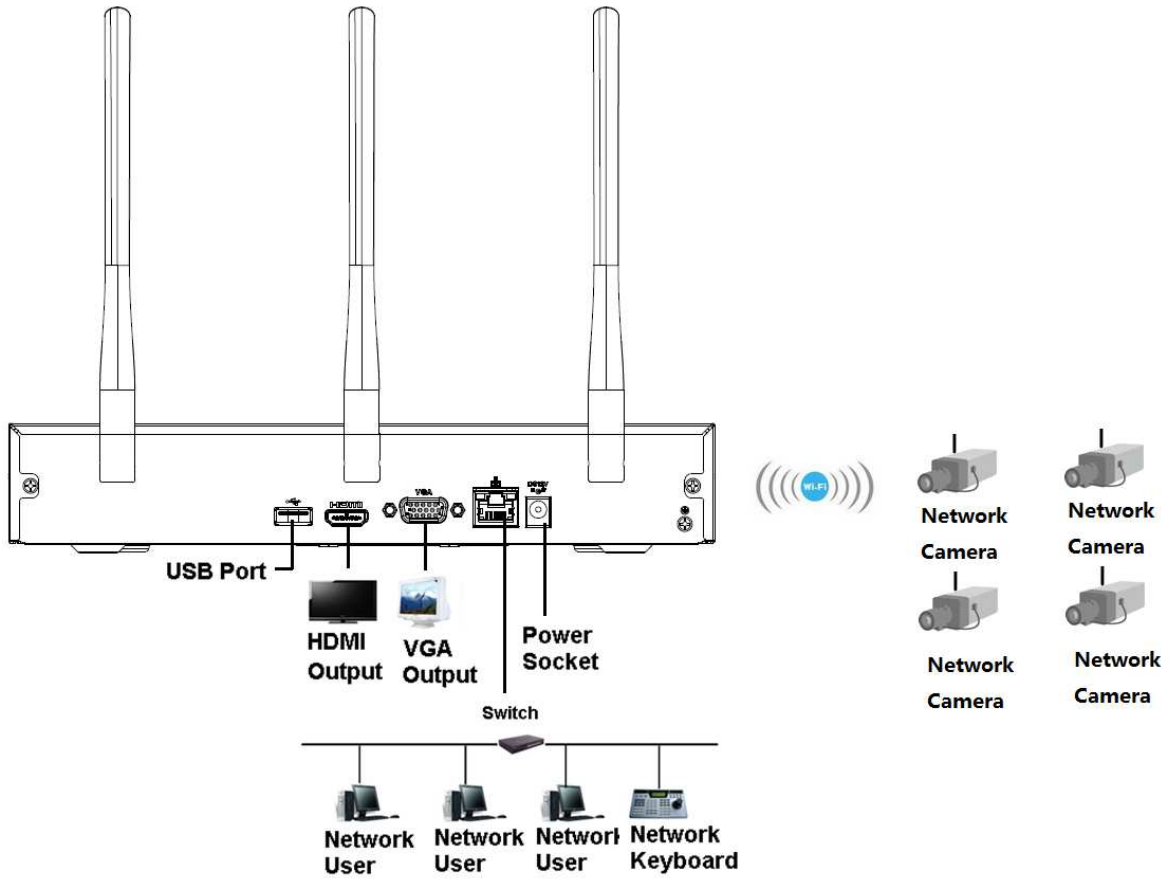 HDMI
VGA
DC12V
Wi-Fi
USB Port
HDMI
Output
VGA
Output
Power
Socket
Switch
Network
User
Network
User
Network
User
Network
Keyboard
Network
Camera
Network
Camera
Network
Camera
Network
Camera